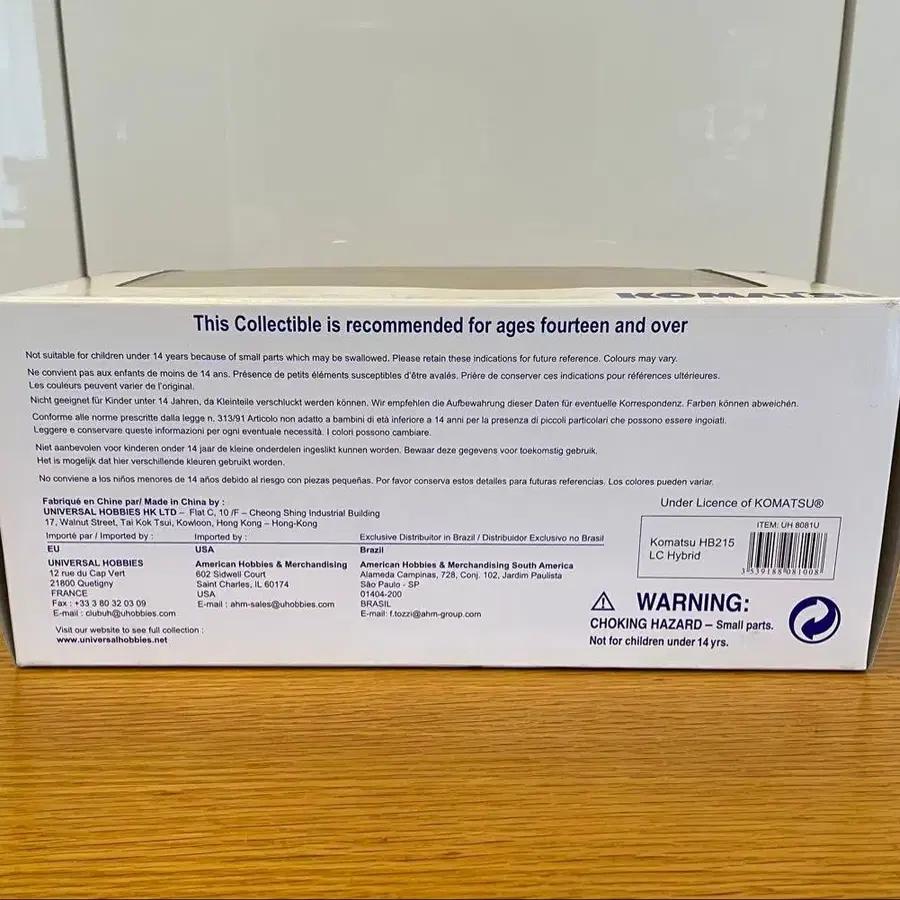 KOMATSU
This Collectible is recommended for ages fourteen and over
Not suitable for children under 14 years because of small parts which may be swallowed. Please retain these indications for future reference. Colours may vary.
Ne convient pas aux enfants de moins de 14 ans. Présence de petits éléments susceptibles d'être avalés. Prière de conserver ces indications pour références ultérieures.
Les couleurs peuvent varier de l'original.
Nicht geeignet für Kinder unter 14 Jahren, da Kleinteile verschluckt werden können. Wir empfehlen die Aufbewahrung dieser Daten für eventuelle Korrespondenz. Farben können abweichén.
Conforme alle norme prescritte dalla legge n. 313/91 Articolo non adatto a bambini di età inferiore a 14 anni per la presenza di piccoli particolari che possono essere ingoiati.
Leggere e conservare queste informazioni per ogni eventuale necessità. I colori possono cambiare.
Niet aanbevolen voor kinderen onder 14 jaar de kleine onderdelen ingeslikt kunnen worden. Bewaar deze gegevens voor toekomstig gebruik.
Het is mogelijk dat hier verschillende kleuren gebruikt worden.
No conviene a los niños menores de 14 años debido al riesgo con piezas pequeñas. Por favor conserva estos detalles para futuras referencias. Los colores pueden variar.
Fabriqué en Chine par/ Made in China by :
UNIVERSAL HOBBIES HK LTD – Flat C, 10 /F – Cheong Shing Industrial Building
17, Walnut Street, Tai Kok Tsui, Kowloon, Hong Kong – Hong-Kong
Importé par / Imported by :
EU
UNIVERSAL HOBBIES
12 rue du Cap Vert
21800 Quetigny
FRANCE
Fax : +33 3 80 32 03 09
E-mail : clubuh@uhobbies.com
Imported by :
USA
American Hobbies & Merchandising
602 Sidwell Court
Saint Charles, IL 60174
USA
E-mail : ahm-sales@uhobbies.com
Exclusive Distributor in Brazil / Distribuidor Exclusivo no Brasil
Brazil
American Hobbies & Merchandising South America
Alameda Campinas, 728, Conj. 102, Jardim Paulista
São Paulo - SP
01404-200
BRASIL
E-mail: f.tozzi@ahm-group.com
Visit our website to see full collection :
www.universalhobbies.net
Under Licence of KOMATSU®
ITEM: UH 8081U
Komatsu HB215
LC Hybrid
3 539188 081008
WARNING:
CHOKING HAZARD – Small parts.
Not for children under 14 yrs.